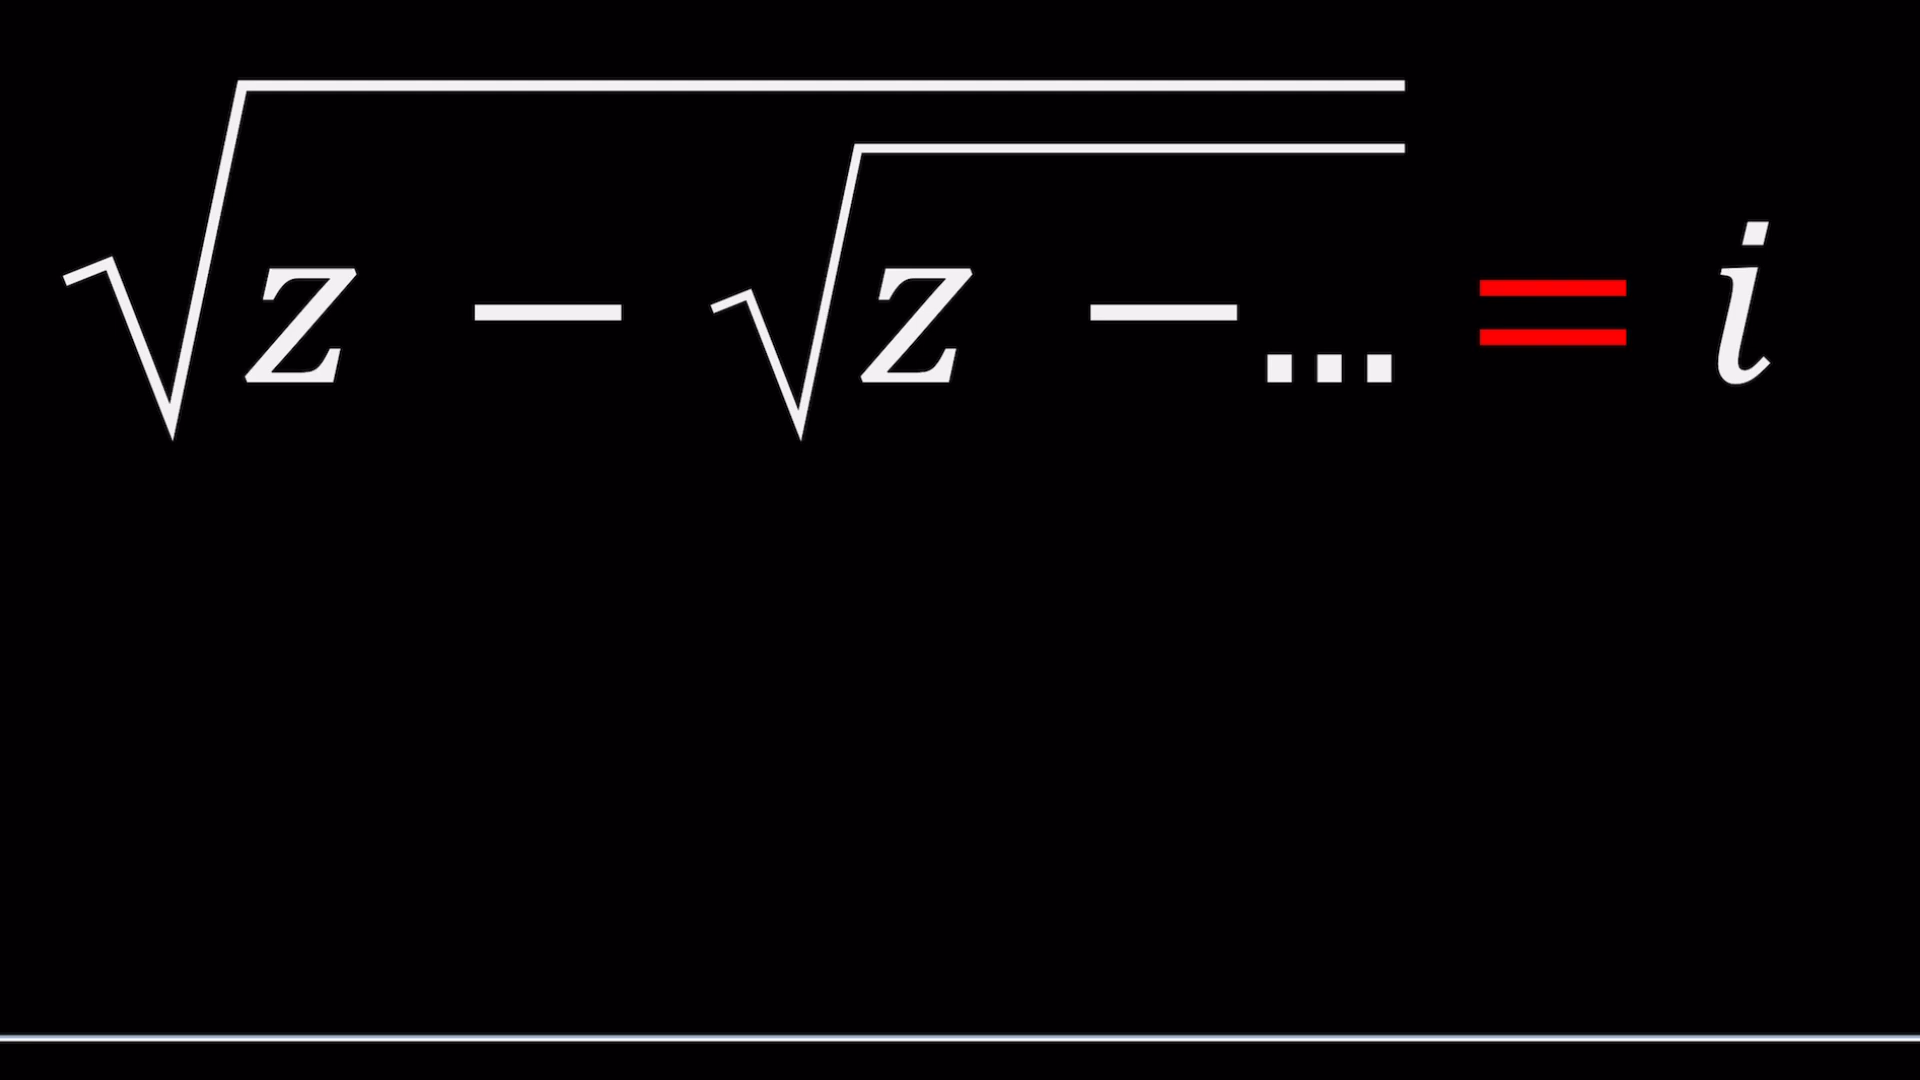 √(z − √(z − ...)) = i